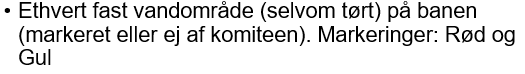 • Ethvert fast vandområde (selvom tørt) på banen
(markeret eller ej af komiteen). Markeringer: Rød og
Gul